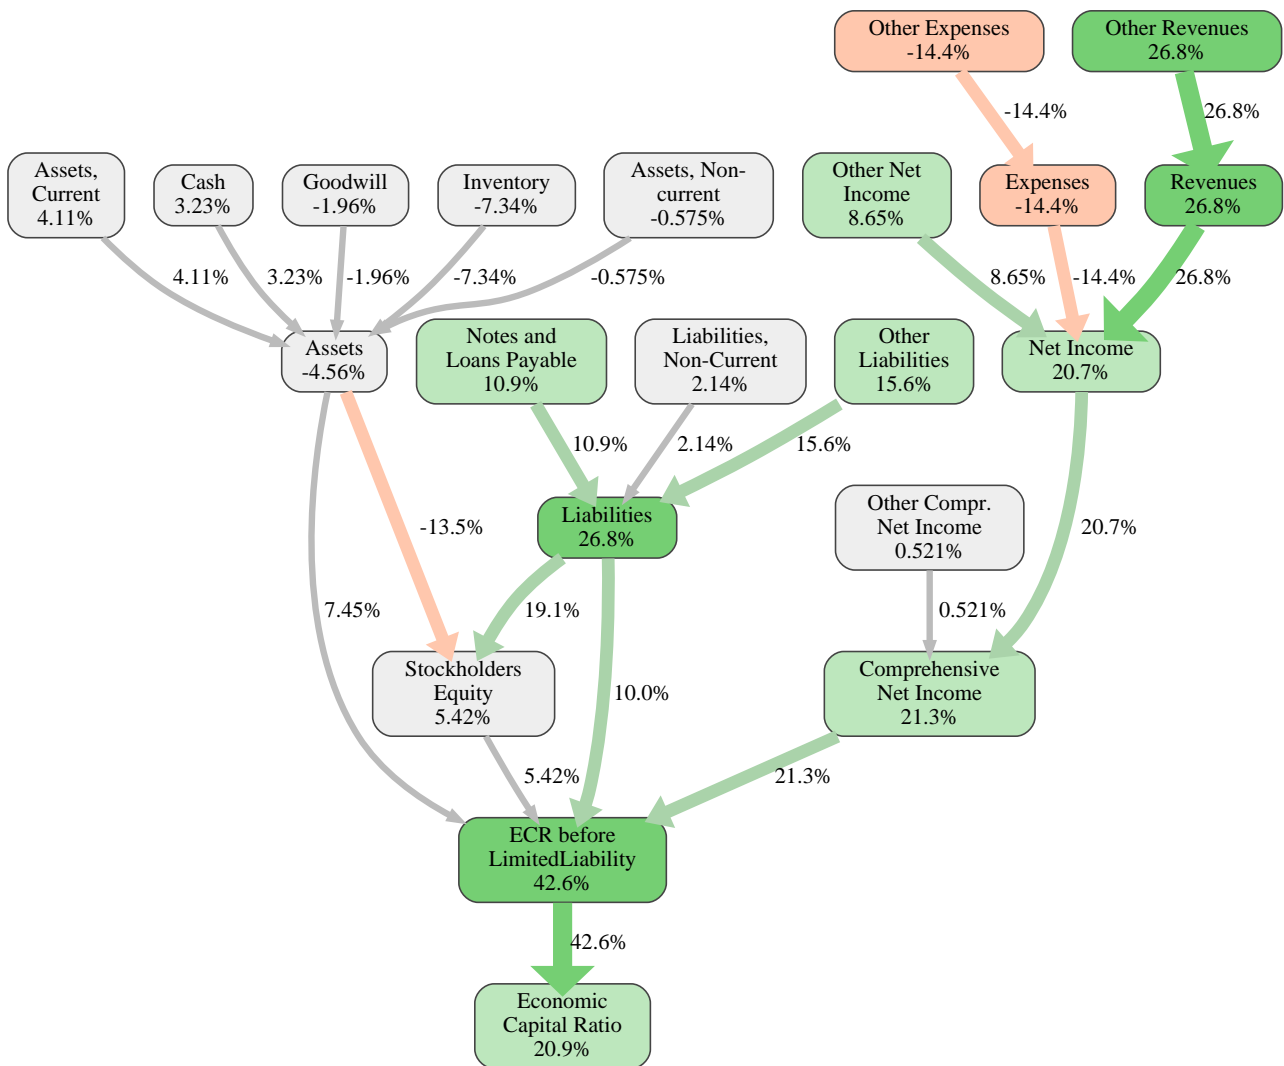 Other Expenses
-14.4%
Other Revenues
26.8%
-14.4%
26.8%
Assets,
Current
4.11%
Cash
3.23%
Goodwill
-1.96%
Inventory
-7.34%
Assets, Non-
current
-0.575%
Other Net
Income
8.65%
Expenses
-14.4%
Revenues
26.8%
4.11%
3.23%
-1.96%
-7.34%
-0.575%
8.65%
-14.4%
26.8%
Assets
-4.56%
Notes and
Loans Payable
10.9%
Liabilities,
Non-Current
2.14%
Other
Liabilities
15.6%
Net Income
20.7%
10.9%
2.14%
15.6%
Liabilities
26.8%
Other Compr.
Net Income
0.521%
-13.5%
20.7%
7.45%
19.1%
0.521%
Stockholders
Equity
5.42%
10.0%
Comprehensive
Net Income
21.3%
5.42%
21.3%
ECR before
LimitedLiability
42.6%
42.6%
Economic
Capital Ratio
20.9%